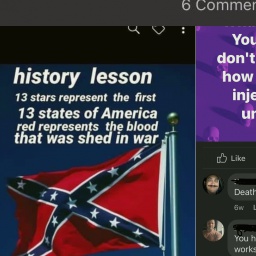 6 Commen
history lesson
13 stars represent the first
13 states of America
red represents the blood
that was shed in war
You
don't
how
inje
u
Like
Death
6w
You h
works